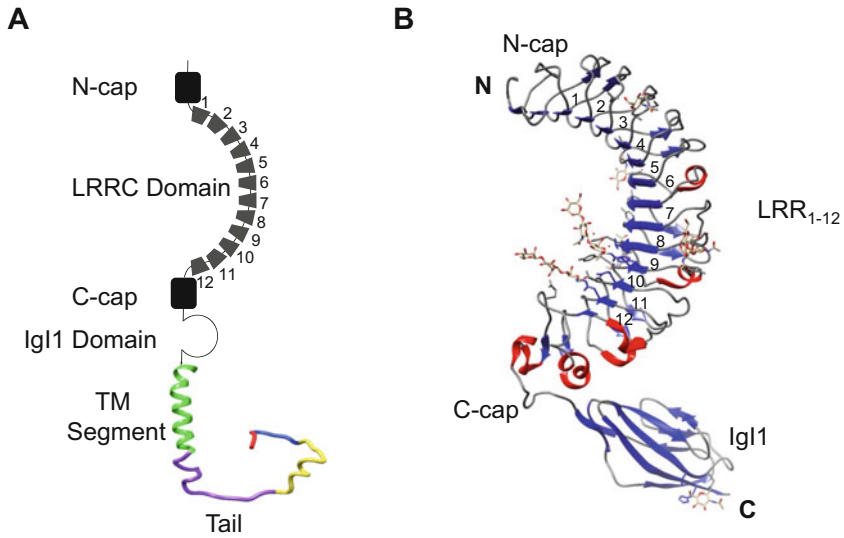 A
N-cap
1
2
3
4
5
LRRC Domain
6
7
8
9
10
11
12
C-cap
IgI1 Domain
TM
Segment
Tail
B
N-cap
N
1
2
3
4
5
6
7
LRR1-12
8
9
10
11
12
C-cap
IgI1
C